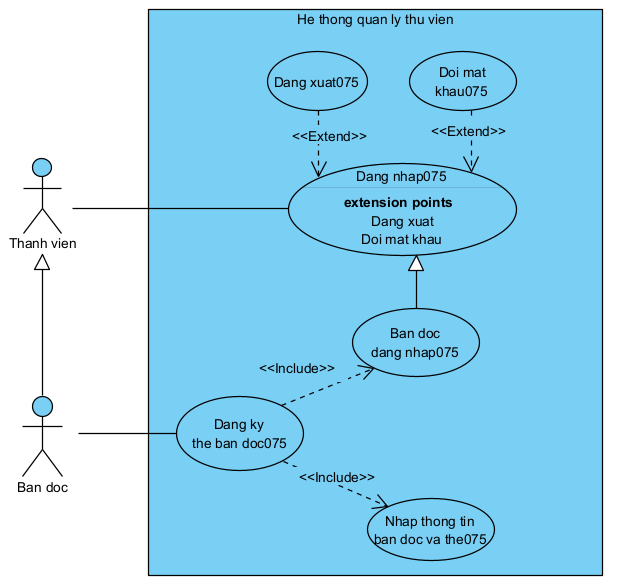 He thong quan ly thu vien
Dang xuat075
Doi mat
khau075
<<Extend>>
<<Extend>>
Dang nhap075
extension points
Dang xuat
Doi mat khau
Thanh vien
Ban doc
dang nhap075
<<Include>>
Dang ky
the ban doc075
<<Include>>
Ban doc
Nhap thong tin
ban doc va the075